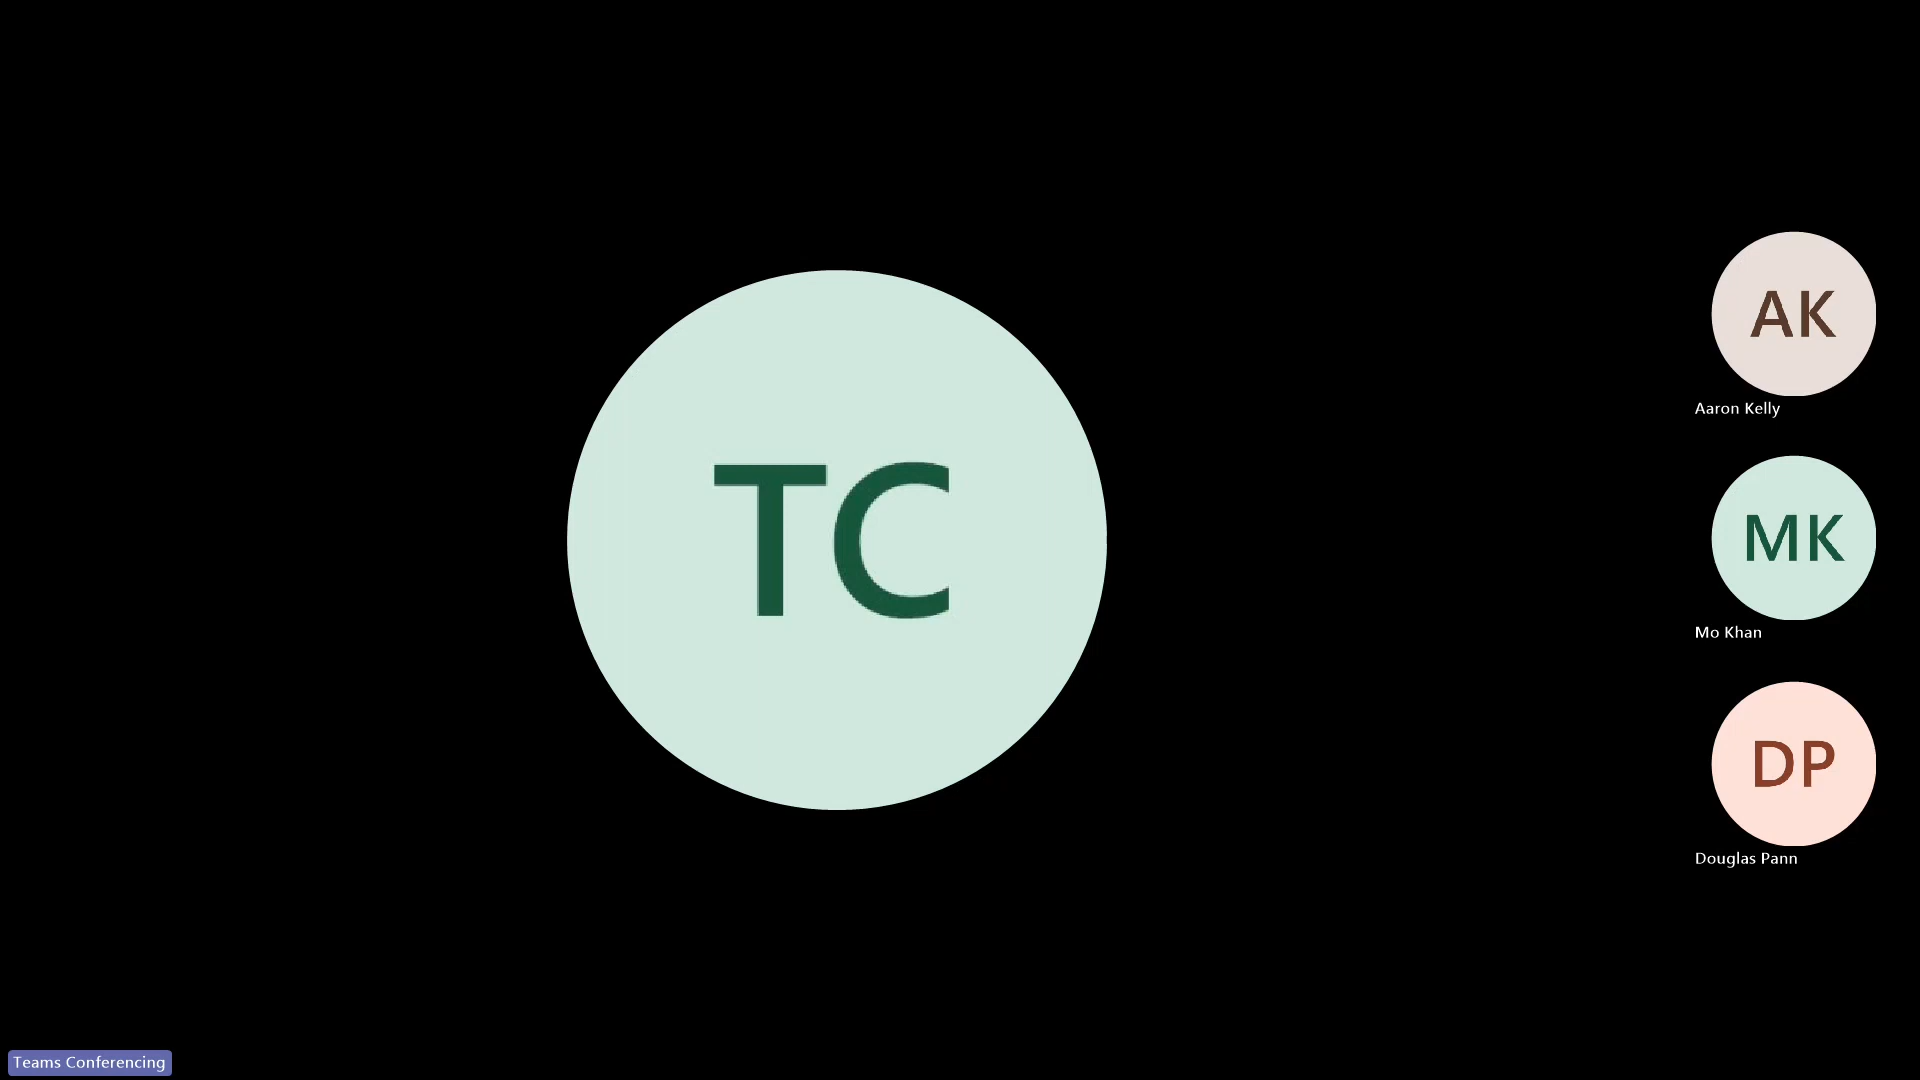 TC
AK
Aaron Kelly
MK
Mo Khan
DP
Douglas Pann
Teams Conferencing